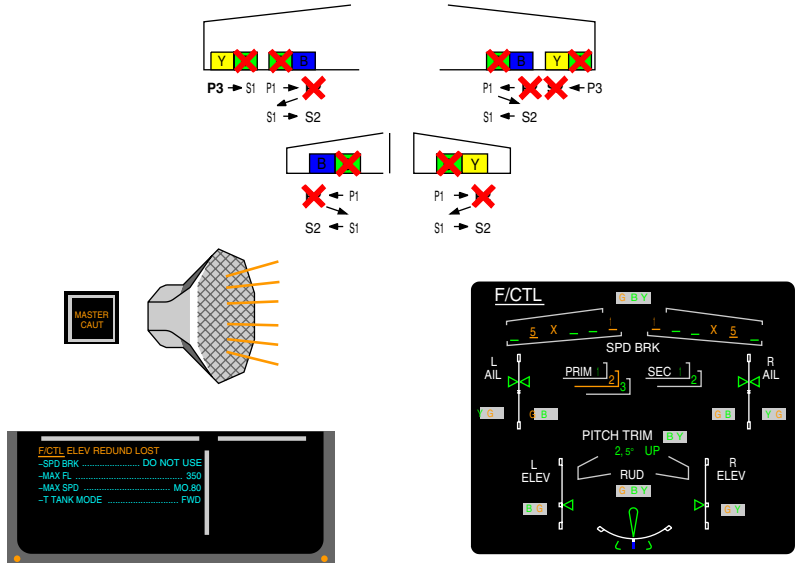 Y B B Y
P3 S1 P1 P1 P3
S1 S2 S1 S2
B Y
P1 P1
S2 S1 S1 S2
MASTER
CAUT
F/CTL ELEV REDUND LOST
–SPD BRK ..................... DO NOT USE
–MAX FL ..................................... 350
–MAX SPD ............................... MO.80
–T TANK MODE ....................... FWD
F/CTL
G B Y
5 X 1 1 X 5
SPD BRK
L
AIL
PRIM 1 2 3
SEC 1 2
R
AIL
Y G G B G B Y G
PITCH TRIM B Y
2,5° UP
L
ELEV
RUD
R
ELEV
G B Y
B G G Y